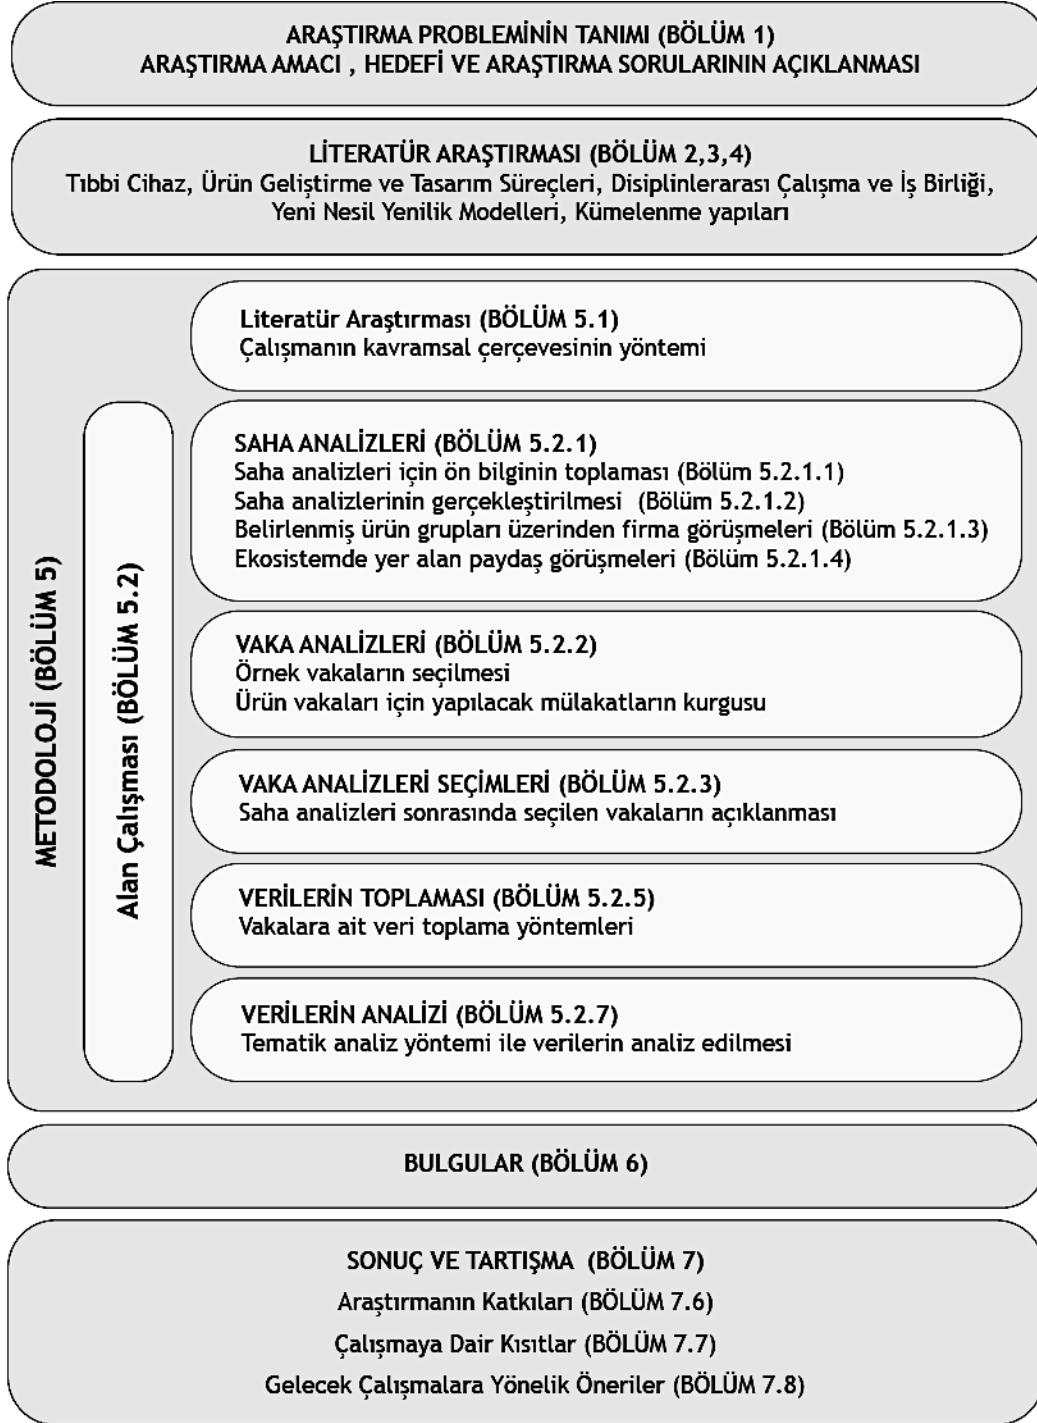 ARAŞTIRMA PROBLEMİNİN TANIMI (BÖLÜM 1)
ARAŞTIRMA AMACI , HEDEFİ VE ARAŞTIRMA SORULARININ AÇIKLANMASI
LİTERATÜR ARAŞTIRMASI (BÖLÜM 2,3,4)
Tıbbi Cihaz, Ürün Geliştirme ve Tasarım Süreçleri, Disiplinlerarası Çalışma ve İş Birliği,
Yeni Nesil Yenilik Modelleri, Kümelenme yapıları
METODOLOJİ (BÖLÜM 5)
Literatür Araştırması (BÖLÜM 5.1)
Çalışmanın kavramsal çerçevesinin yöntemi
Alan Çalışması (BÖLÜM 5.2)
SAHA ANALİZLERİ (BÖLÜM 5.2.1)
Saha analizleri için ön bilginin toplaması (Bölüm 5.2.1.1)
Saha analizlerinin gerçekleştirilmesi (Bölüm 5.2.1.2)
Belirlenmiş ürün grupları üzerinden firma görüşmeleri (Bölüm 5.2.1.3)
Ekosistemde yer alan paydaş görüşmeleri (Bölüm 5.2.1.4)
VAKA ANALİZLERİ (BÖLÜM 5.2.2)
Örnek vakaların seçilmesi
Ürün vakaları için yapılacak mülakatların kurgusu
VAKA ANALİZLERİ SEÇİMLERİ (BÖLÜM 5.2.3)
Saha analizleri sonrasında seçilen vakaların açıklanması
VERİLERİN TOPLAMASI (BÖLÜM 5.2.5)
Vakalara ait veri toplama yöntemleri
VERİLERİN ANALİZİ (BÖLÜM 5.2.7)
Tematik analiz yöntemi ile verilerin analiz edilmesi
BULGULAR (BÖLÜM 6)
SONUÇ VE TARTIŞMA (BÖLÜM 7)
Araştırmanın Katkıları (BÖLÜM 7.6)
Çalışmaya Dair Kısıtlar (BÖLÜM 7.7)
Gelecek Çalışmalara Yönelik Öneriler (BÖLÜM 7.8)